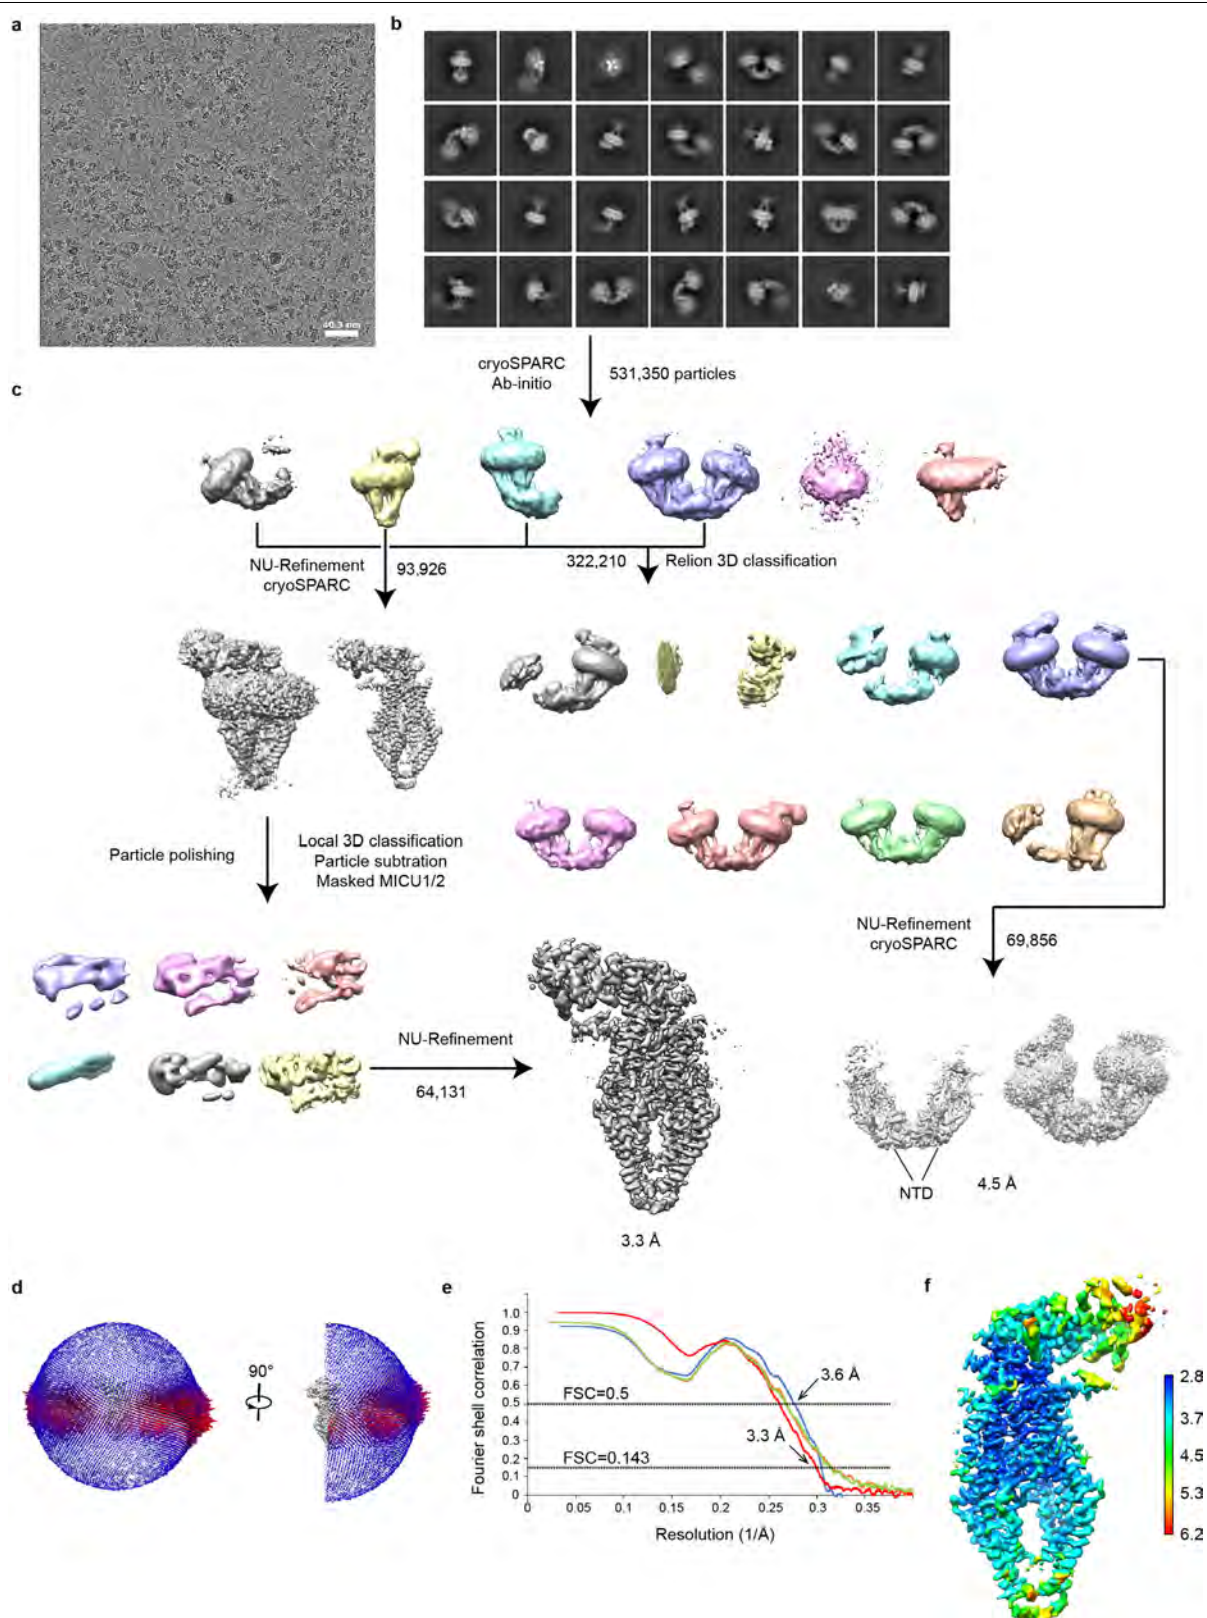 a
b
40.3 nm
cryoSPARC
Ab-initio
531,350 particles
c
NU-Refinement
cryoSPARC
93,926
322,210
Relion 3D classification
Particle polishing
Local 3D classification
Particle subtration
Masked MICU1/2
NU-Refinement
cryoSPARC
69,856
NU-Refinement
64,131
NTD
4.5 Å
3.3 Å
d
90°
e
Fourier shell correlation
1.0
0.9
0.8
0.7
0.6
0.5
0.4
0.3
0.2
0.1
0
FSC=0.5
FSC=0.143
3.6 Å
3.3 Å
0 0.05 0.1 0.15 0.2 0.25 0.3 0.35
Resolution (1/Å)
f
2.8
3.7
4.5
5.3
6.2